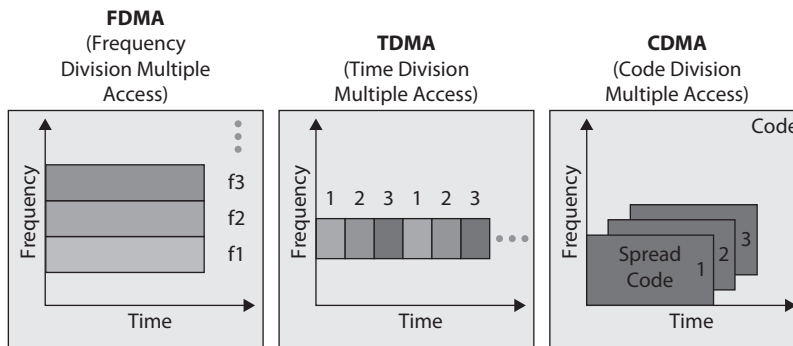 FDMA
(Frequency
Division Multiple
Access)
Frequency
f3
f2
f1
Time
TDMA
(Time Division
Multiple Access)
Frequency
1 2 3 1 2 3
Time
CDMA
(Code Division
Multiple Access)
Code
Frequency
Spread
Code
1
2
3
Time